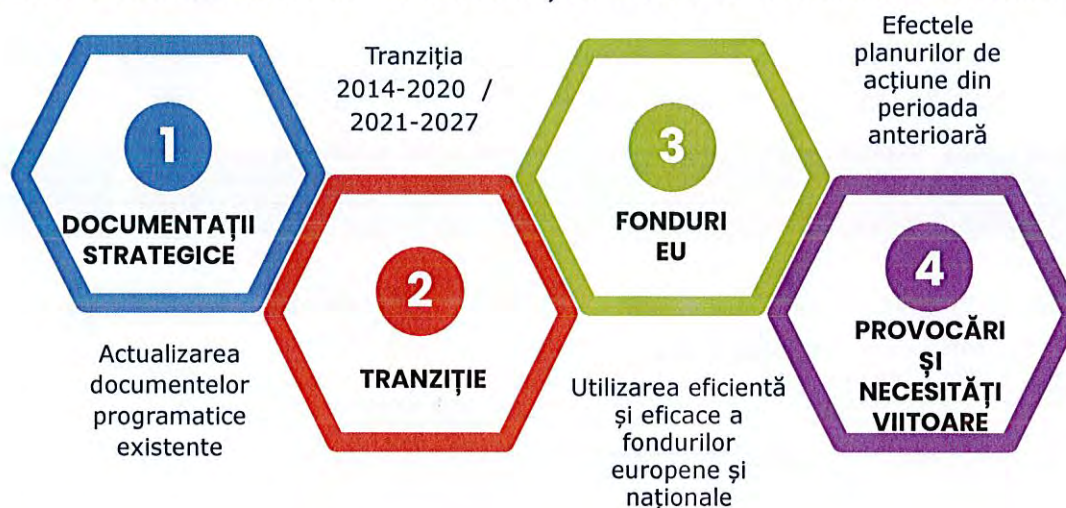 1
DOCUMENTAȚII
STRATEGICE
Actualizarea
documentelor
programatice
existente
Tranziția
2014-2020 /
2021-2027
2
TRANZIȚIE
3
FONDURI
EU
Utilizarea eficientă
și eficace a
fondurilor
europene și
naționale
Efectele
planurilor de
acțiune din
perioada
anterioară
4
PROVOCĂRI
ȘI
NECESITĂȚI
VIITOARE